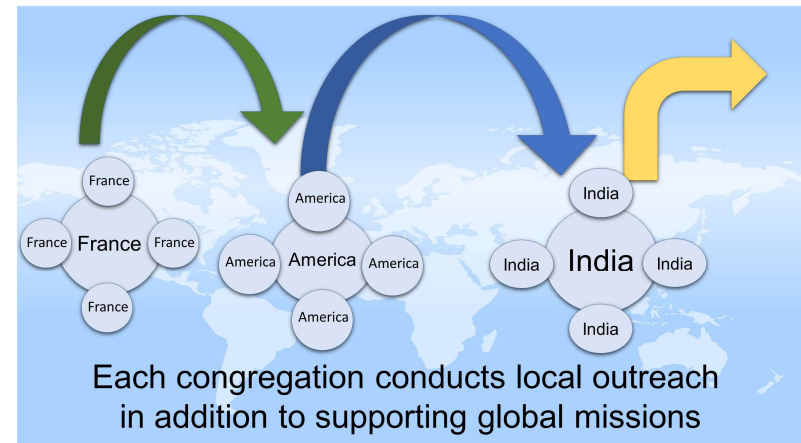 France
France
France
France
France
America
America
America
America
America
India
India
India
India
India
Each congregation conducts local outreach
in addition to supporting global missions